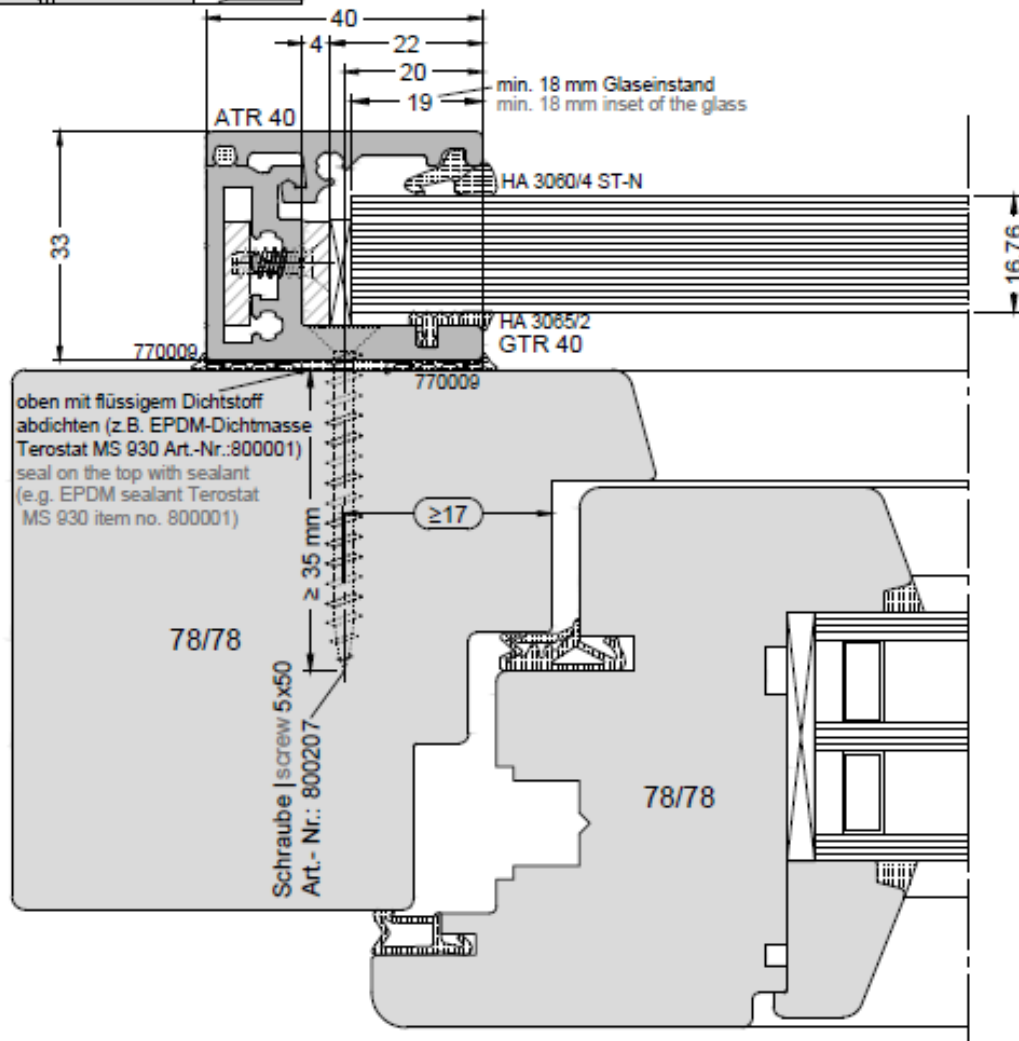 40
4
22
20
19
min. 18 mm Glaseinstand
min. 18 mm inset of the glass
ATR 40
HA 3060/4 ST-N
33
16,76
HA 3065/2
GTR 40
770009
770009
oben mit flüssigem Dichtstoff
abdichten (z.B. EPDM-Dichtmasse
Terostat MS 930 Art.-Nr.:800001)
seal on the top with sealant
(e.g. EPDM sealant Terostat
MS 930 item no. 800001)
≥17
≥ 35 mm
78/78
Schraube | screw 5x50
Art.- Nr.: 800207
78/78